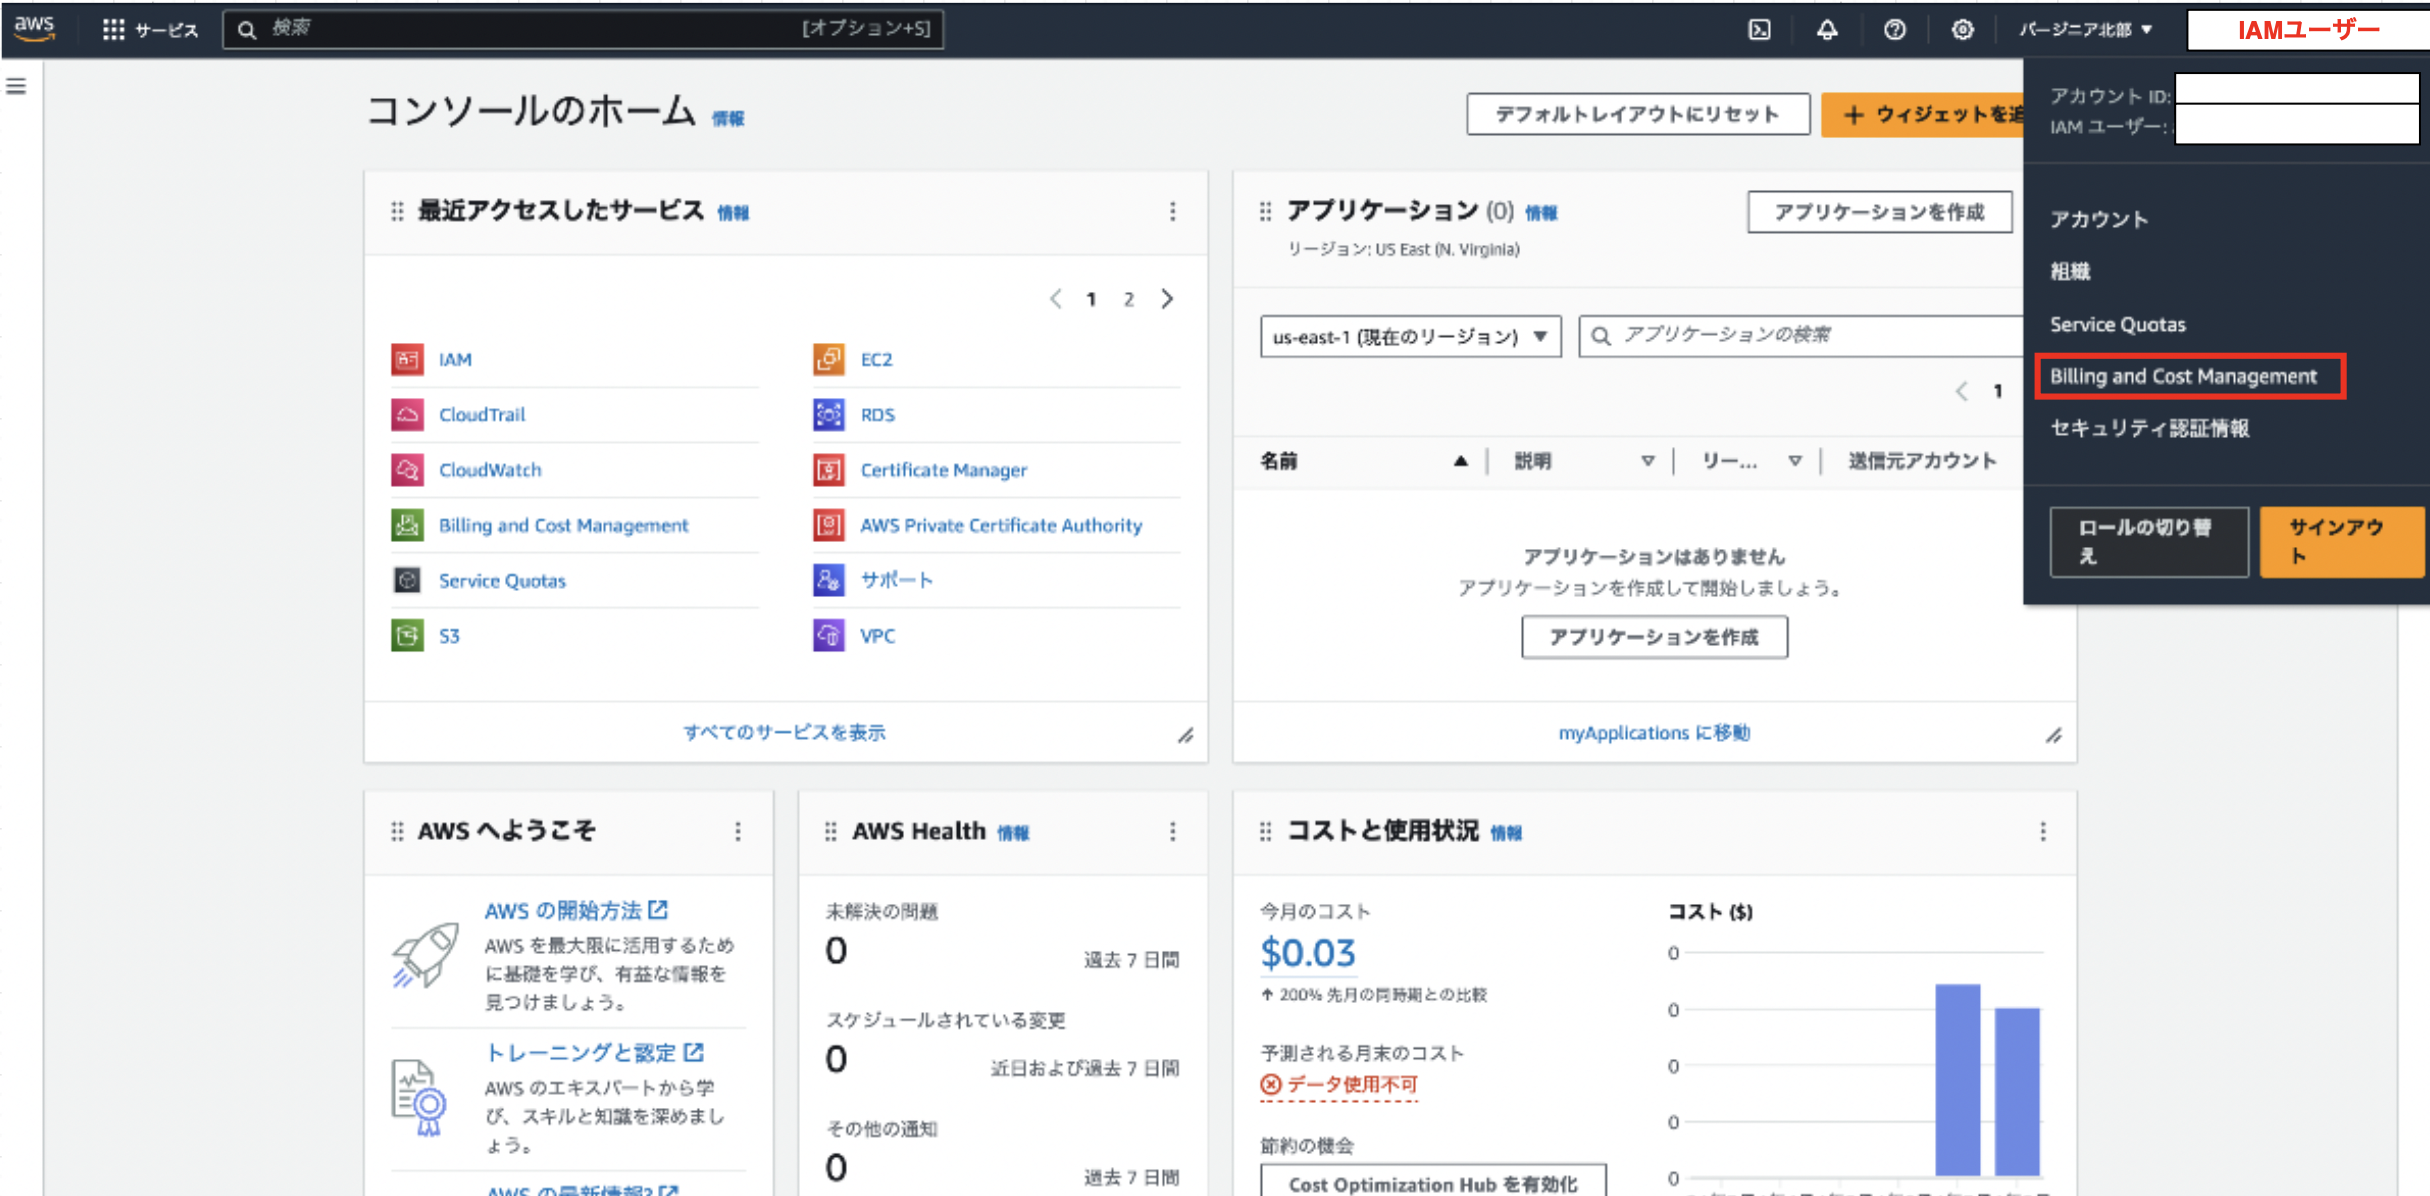 aws
サービス
検索
[オプション+S]
バージニア北部 ▼
IAMユーザー
アカウント ID:
IAM ユーザー:
アカウント
組織
Service Quotas
Billing and Cost Management
セキュリティ認証情報
ロールの切り替
え
サインアウ
ト
コンソールのホーム 情報
デフォルトレイアウトにリセット
+ ウィジェットを追
最近アクセスしたサービス 情報
1 2
IAM
CloudTrail
CloudWatch
Billing and Cost Management
Service Quotas
S3
EC2
RDS
Certificate Manager
AWS Private Certificate Authority
サポート
VPC
すべてのサービスを表示
アプリケーション (0) 情報
アプリケーションを作成
リージョン: US East (N. Virginia)
us-east-1 (現在のリージョン) ▼
アプリケーションの検索
1
名前
説明
リー...
送信元アカウント
アプリケーションはありません
アプリケーションを作成して開始しましょう。
アプリケーションを作成
myApplications に移動
AWS へようこそ
AWS の開始方法
AWS を最大限に活用するため
に基礎を学び、有益な情報を
見つけましょう。
トレーニングと認定
AWS のエキスパートから学
び、スキルと知識を深めまし
ょう。
AWS の最新情報?
AWS Health 情報
未解決の問題
0
過去 7 日間
スケジュールされている変更
0
近日および過去 7 日間
その他の通知
0
過去 7 日間
コストと使用状況 情報
今月のコスト
$0.03
↑ 200% 先月の同時期との比較
予測される月末のコスト
データ使用不可
節約の機会
Cost Optimization Hub を有効化
コスト ($)
0
0
0
0
0